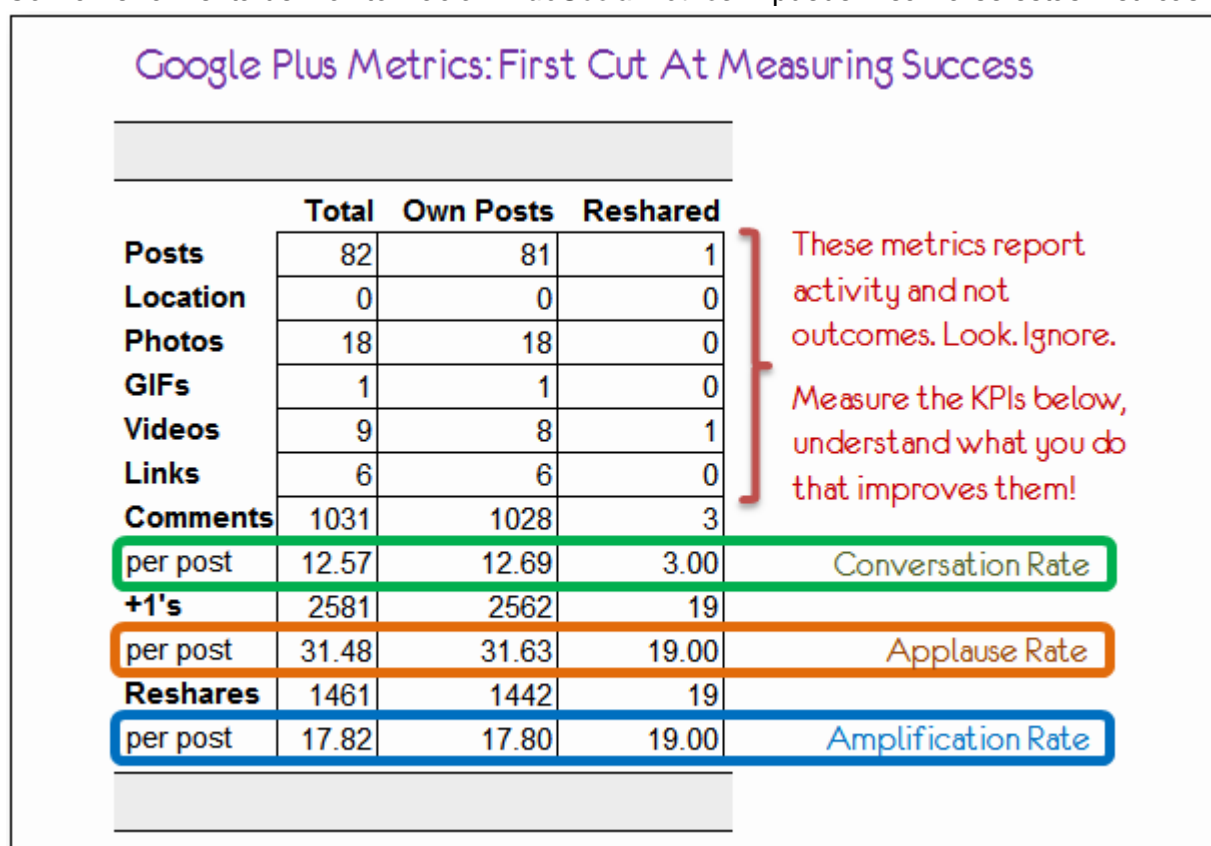 Google Plus Metrics: First Cut At Measuring Success
Total Own Posts Reshared
Posts 82 81 1
Location 0 0 0
Photos 18 18 0
GIFs 1 1 0
Videos 9 8 1
Links 6 6 0
These metrics report
activity and not
outcomes. Look. Ignore.
Measure the KPIs below,
understand what you do
that improves them!
Comments 1031 1028 3
per post 12.57 12.69 3.00 Conversation Rate
+1's 2581 2562 19
per post 31.48 31.63 19.00 Applause Rate
Reshares 1461 1442 19
per post 17.82 17.80 19.00 Amplification Rate